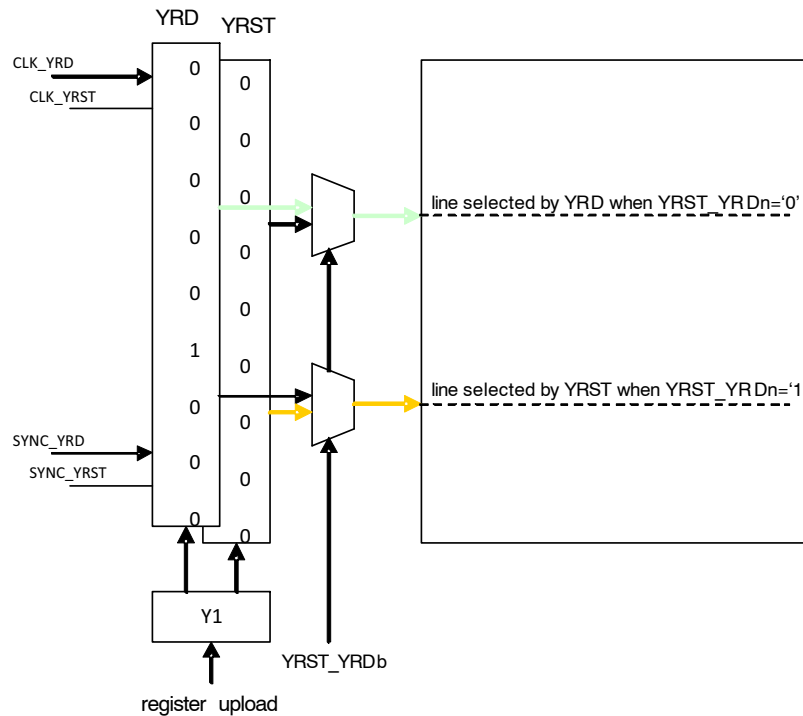 YRD
YRST
CLK_YRD
CLK_YRST
0
0
0
0
0
1
0
0
0
0
0
0
0
0
0
0
0
0
line selected by YRD when YRST_YRDn=‘0’
line selected by YRST when YRST_YRDn=‘1
SYNC_YRD
SYNC_YRST
Y1
YRST_YRDb
register upload